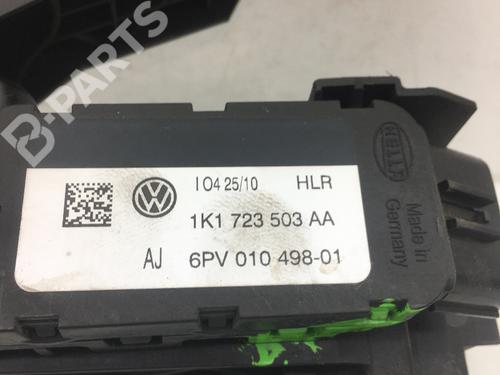 B-PARTS
I04 25/10 HLR
1K1 723 503 AA
AJ 6PV 010 498-01
HELLA
Made in
Germany